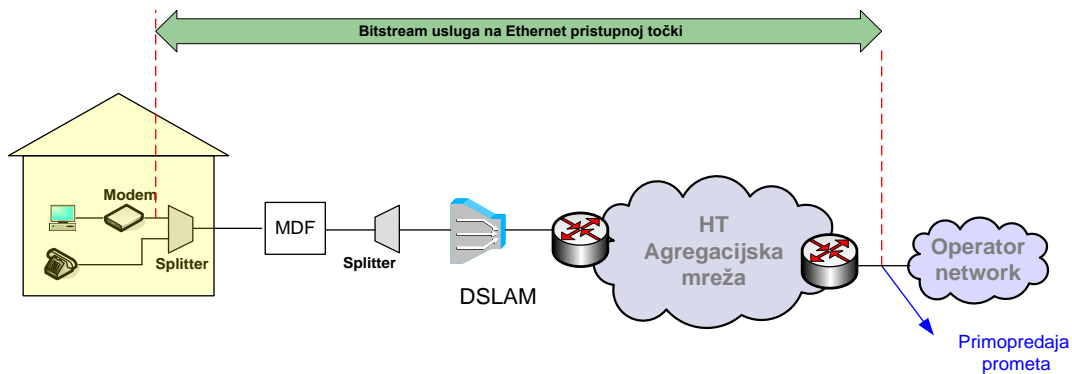 Bitstream usluga na Ethernet pristupnoj točki
Modem
Splitter
MDF
Splitter
DSLAM
HT
Agregacijska
mreža
Operator
network
Primopredaja
prometa